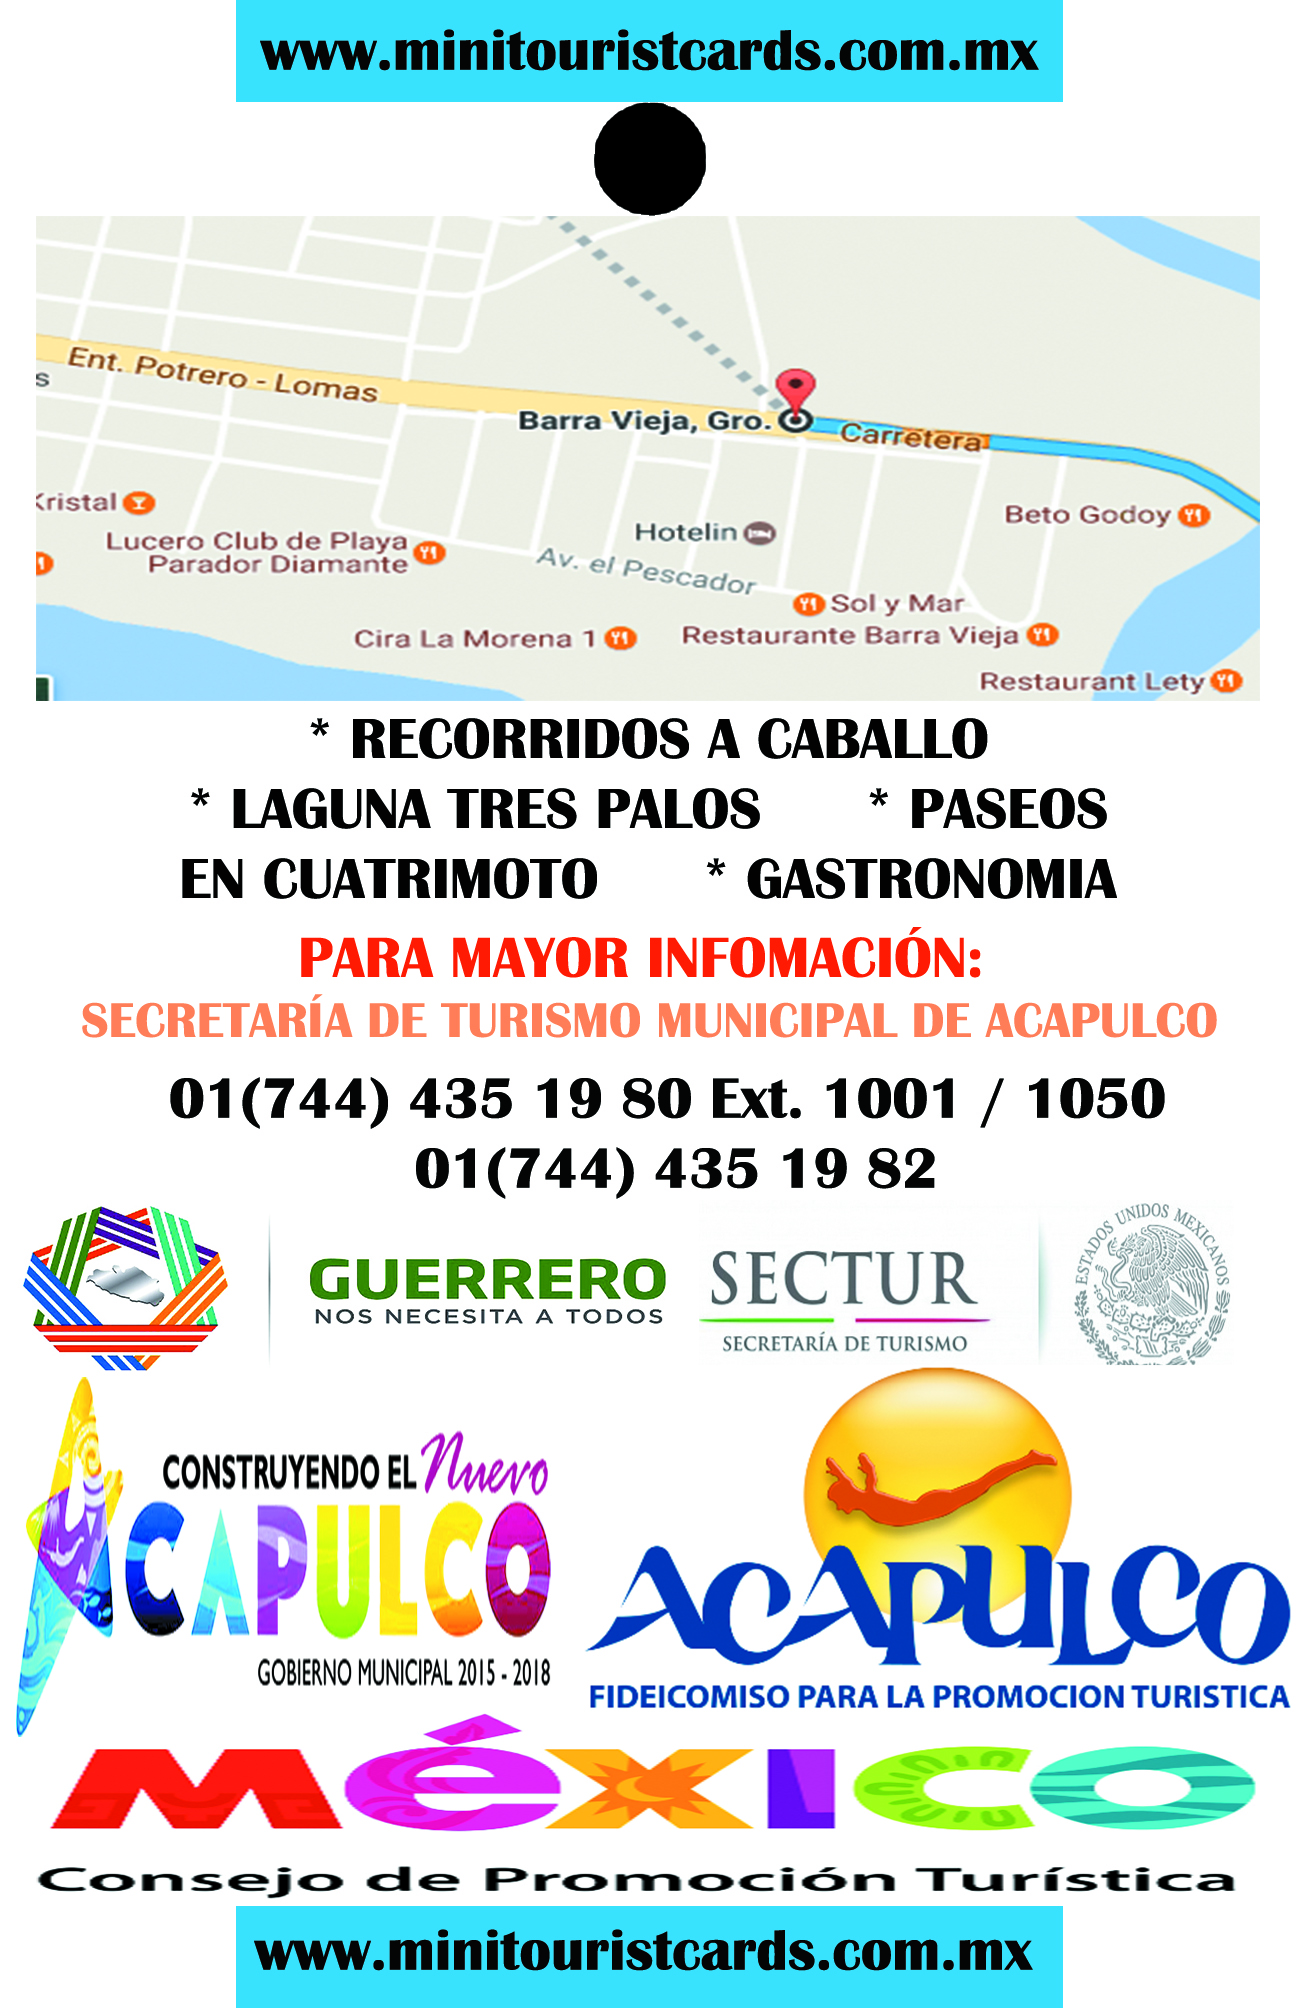 www.minitouristcards.com.mx
Ent. Potrero - Lomas
s
Barra Vieja, Gro.
Carretera
Kristal
Beto Godoy
Hotelin
Lucero Club de Playa
Parador Diamante
Av. el Pescador
Sol y Mar
Cira La Morena 1
Restaurante Barra Vieja
Restaurant Lety
* RECORRIDOS A CABALLO
* LAGUNA TRES PALOS * PASEOS
EN CUATRIMOTO * GASTRONOMIA
PARA MAYOR INFOMACIÓN:
SECRETARÍA DE TURISMO MUNICIPAL DE ACAPULCO
01(744) 435 19 80 Ext. 1001 / 1050
01(744) 435 19 82
GUERRERO
NOS NECESITA A TODOS
SECTUR
SECRETARÍA DE TURISMO
ESTADOS UNIDOS MEXICANOS
CONSTRUYENDO EL Nuevo
ACAPULCO
GOBIERNO MUNICIPAL 2015 - 2018
ACAPULCO
FIDEICOMISO PARA LA PROMOCION TURISTICA
MéXICO
Consejo de Promoción Turística
www.minitouristcards.com.mx